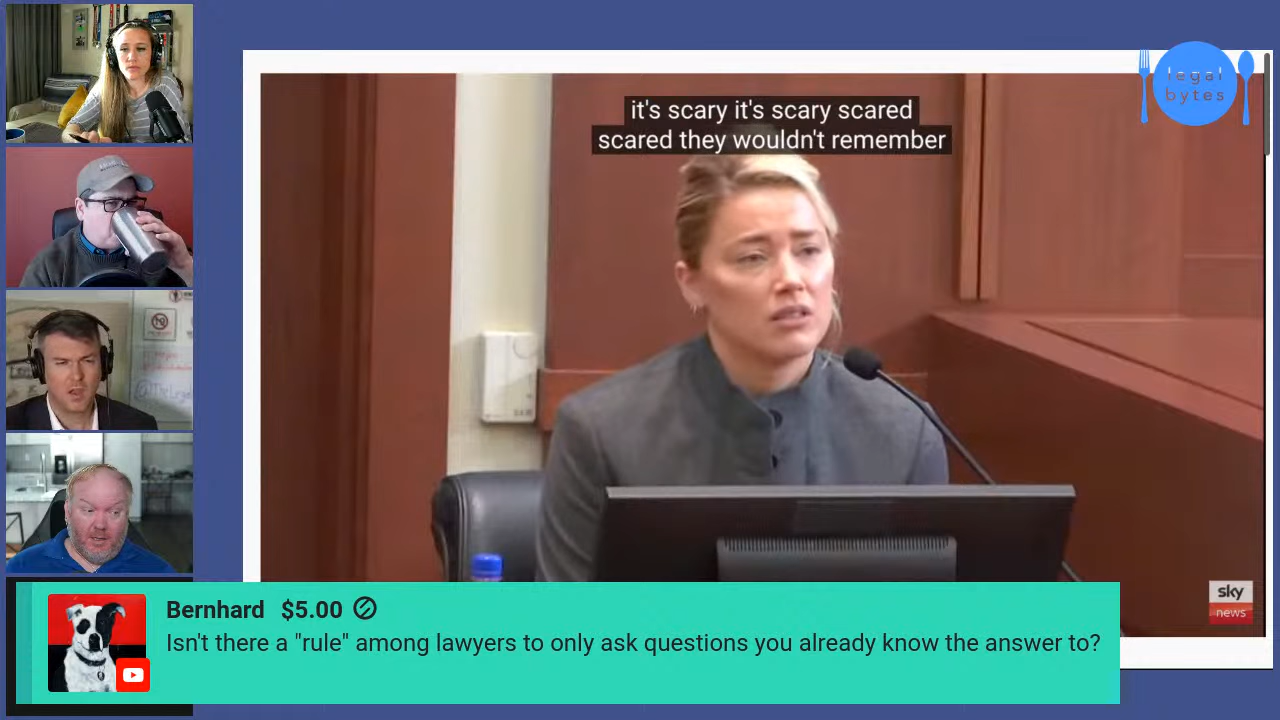 legal
bytes
it's scary it's scary scared
scared they wouldn't remember
@TheLega
sky
news
Bernhard $5.00
Isn't there a "rule" among lawyers to only ask questions you already know the answer to?